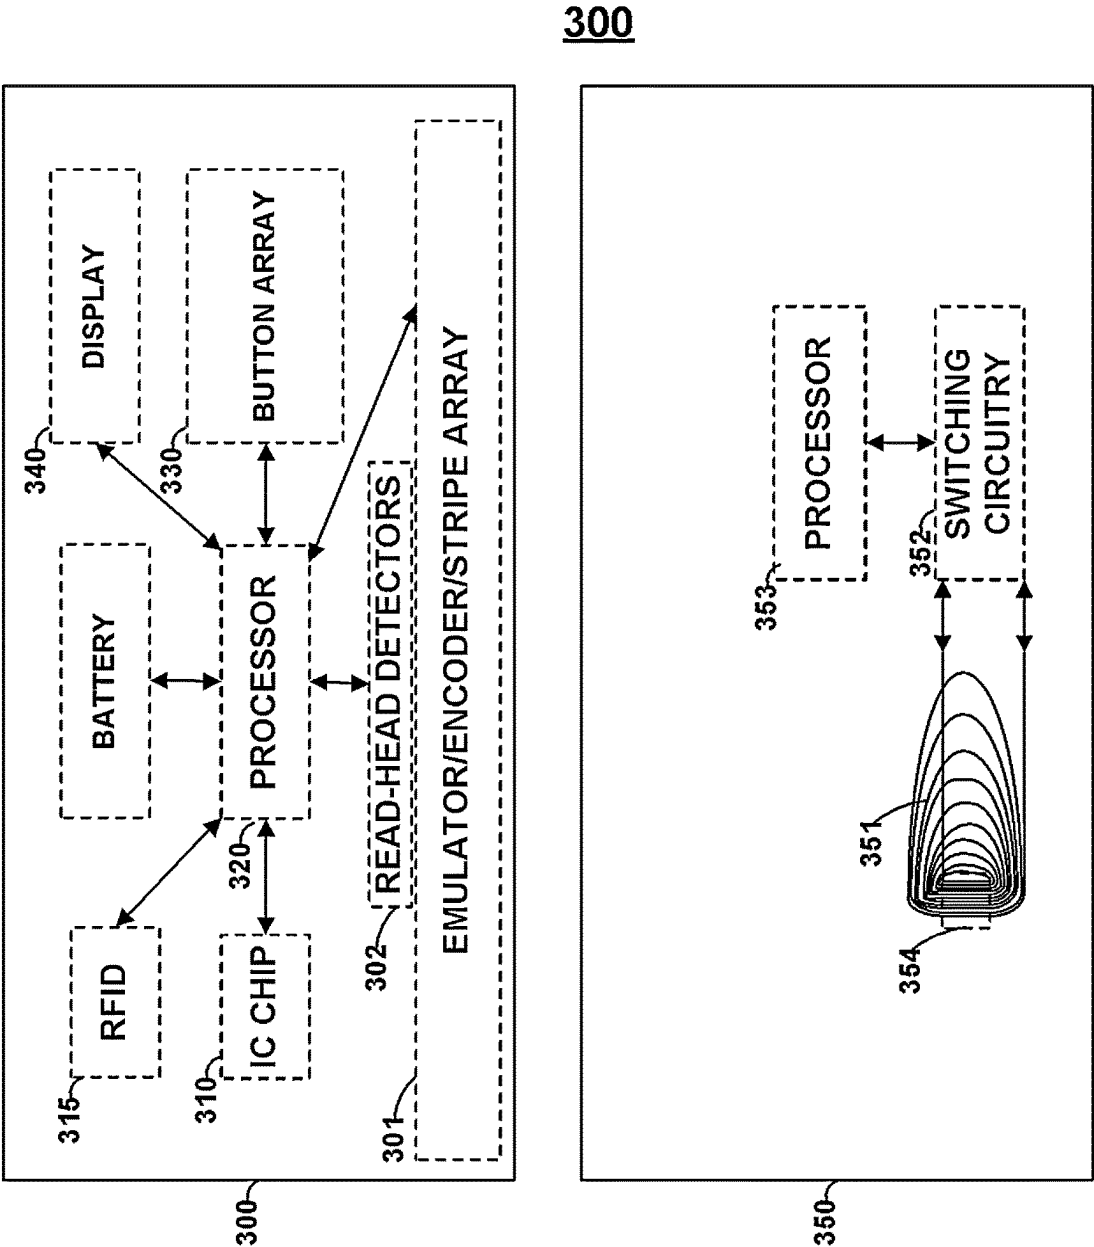 300
340
DISPLAY
330
BUTTON ARRAY
BATTERY
PROCESSOR
320
RFID
315
IC CHIP
310
READ-HEAD DETECTORS
302
EMULATOR/ENCODER/STRIPE ARRAY
301
300
PROCESSOR
353
SWITCHING
CIRCUITRY
352
351
354
350